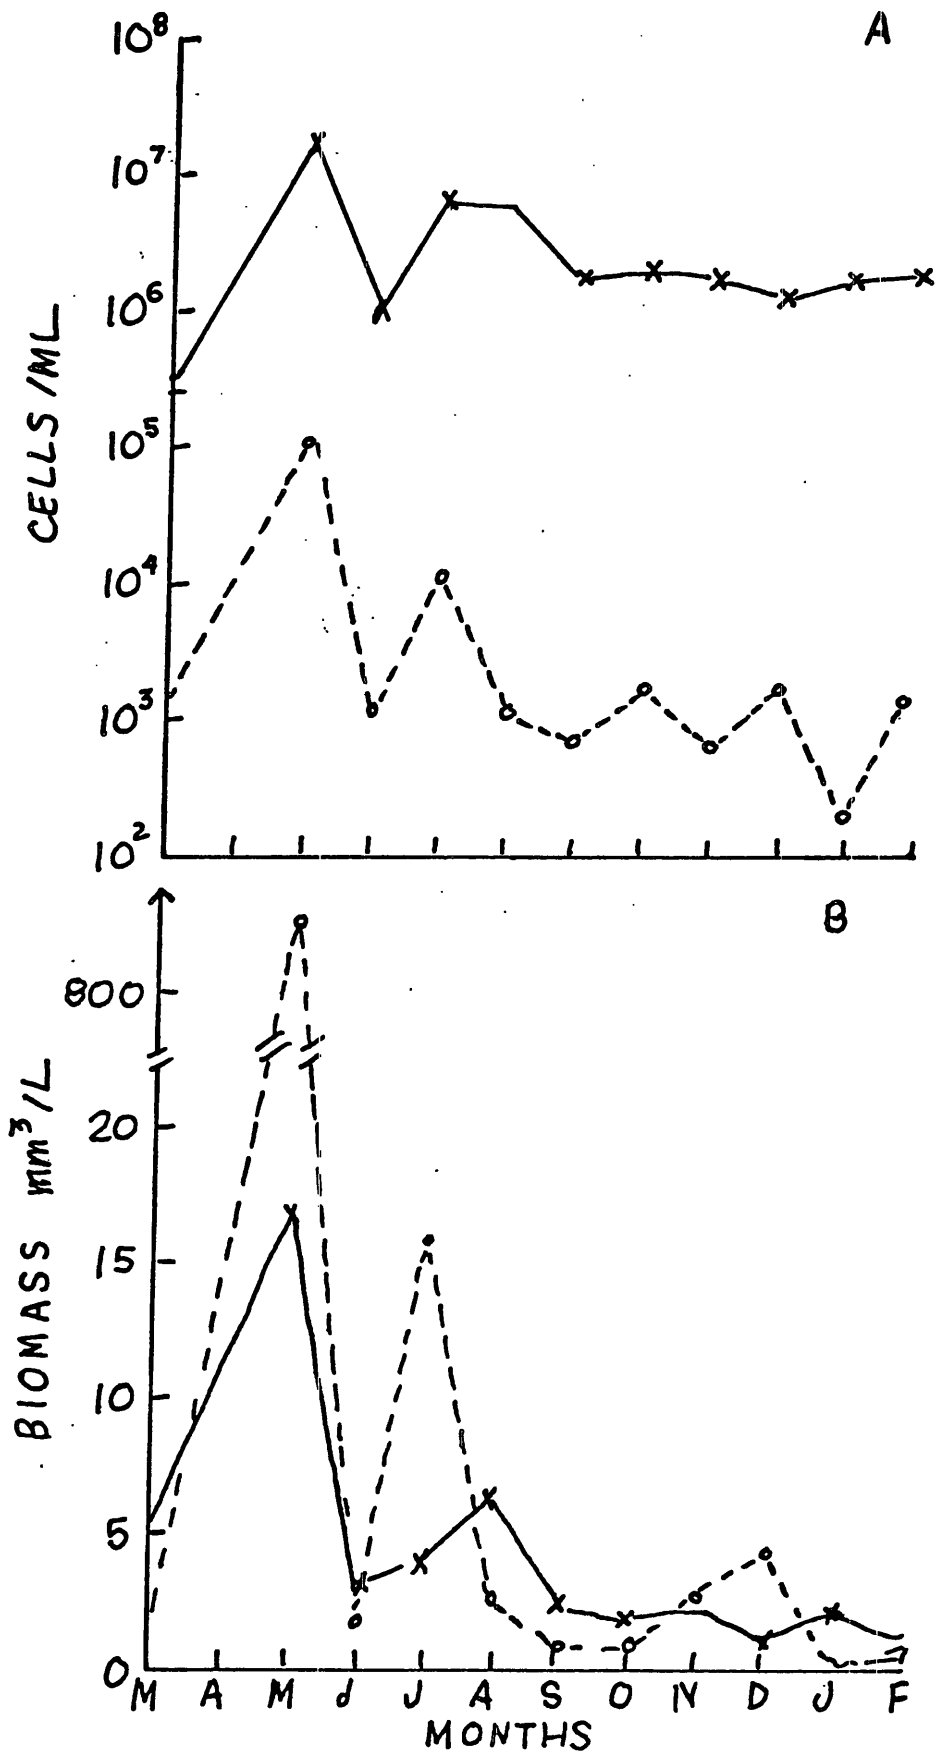 A
10⁸
10⁷
10⁶
10⁵
10⁴
10³
10²
CELLS/ML
B
800
20
15
10
5
0
BIOMASS mm³/L
M A M J J A S O N D J F
MONTHS